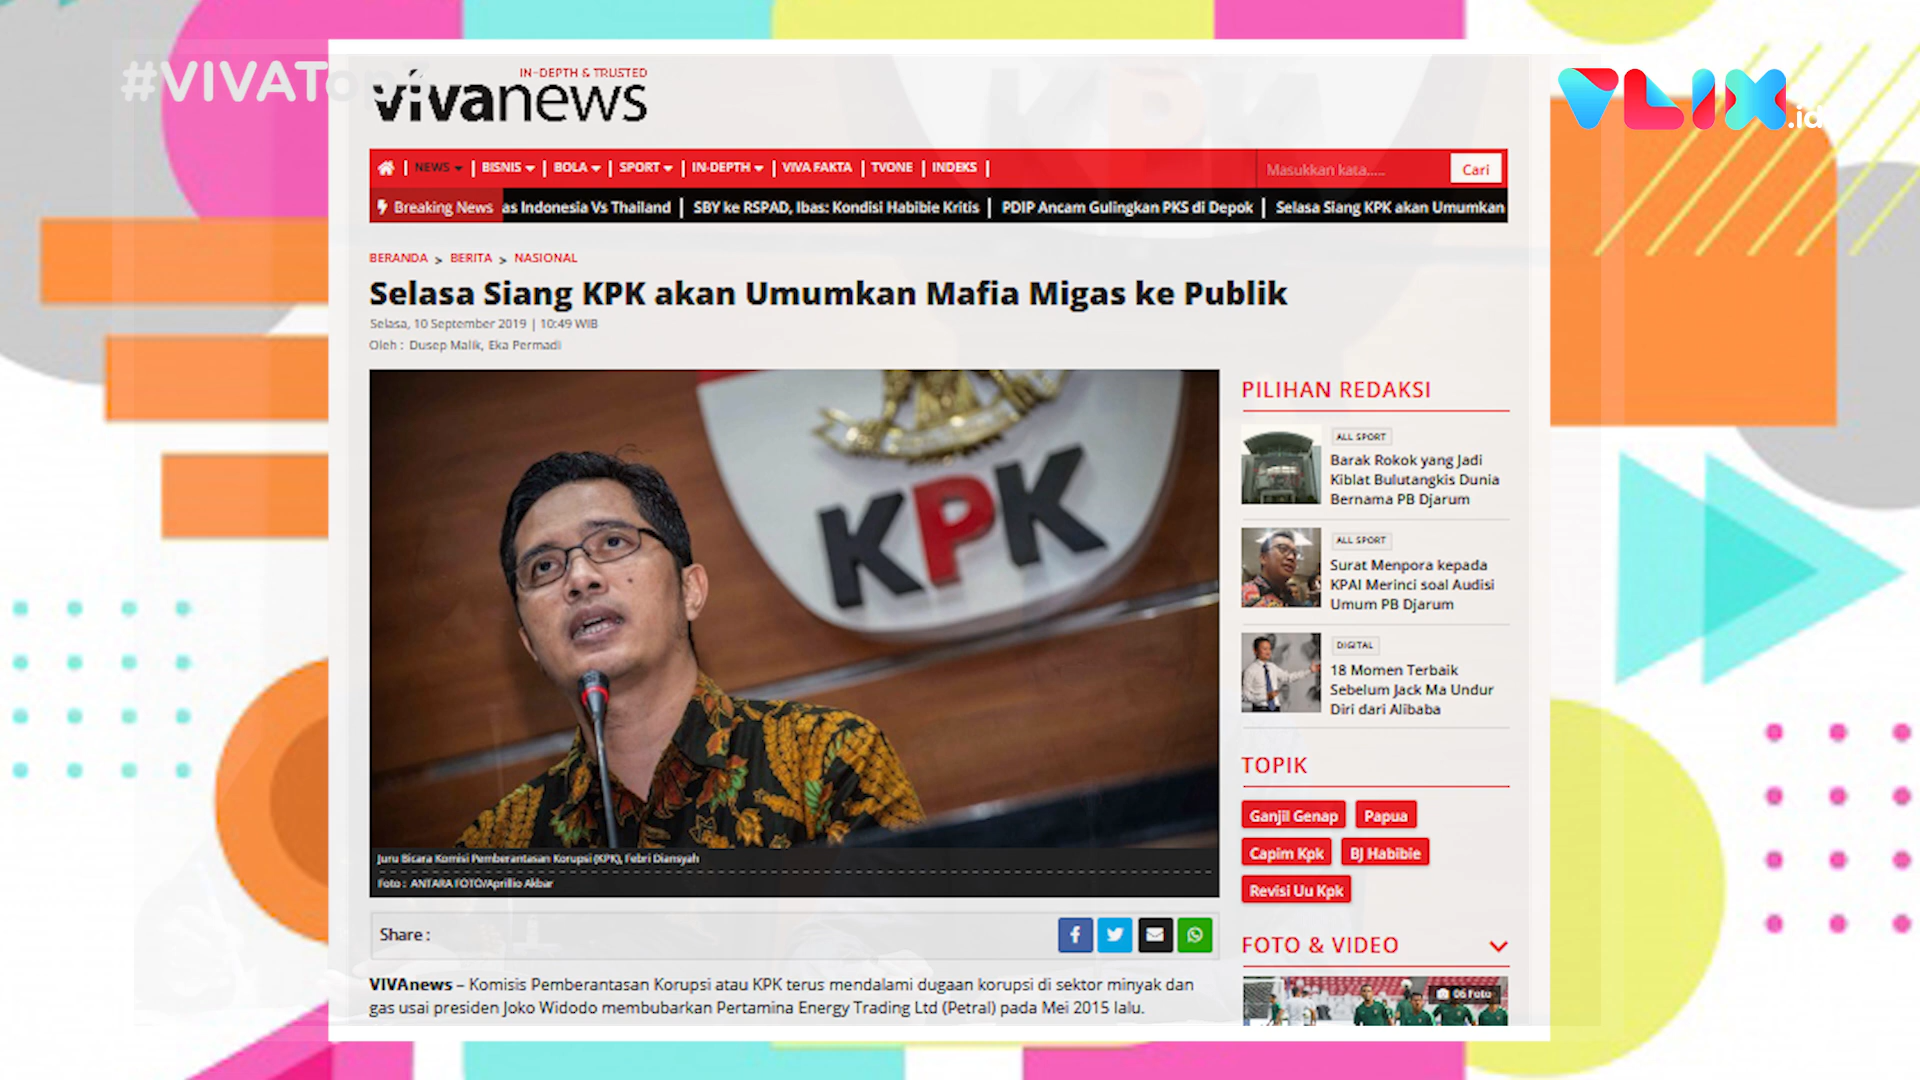 #VIVATop
IN-DEPTH & TRUSTED
vivanews
VLIX.id
NEWS | BISNIS | BOLA | SPORT | IN-DEPTH | VIVA FAKTA | TVONE | INDEKS |
Masukkan kata.....
Cari
Breaking News
as Indonesia Vs Thailand | SBY ke RSPAD, Ibas: Kondisi Habibie Kritis | PDIP Ancam Gulingkan PKS di Depok | Selasa Siang KPK akan Umumkan
BERANDA > BERITA > NASIONAL
Selasa Siang KPK akan Umumkan Mafia Migas ke Publik
Selasa, 10 September 2019 | 10:49 WIB
Oleh : Dusep Malik, Eka Permadi
KPK
Juru Bicara Komisi Pemberantasan Korupsi (KPK), Febri Diansyah
Foto : ANTARA FOTO/Aprillio Akbar
Share :
VIVAnews – Komisis Pemberantasan Korupsi atau KPK terus mendalami dugaan korupsi di sektor minyak dan
gas usai presiden Joko Widodo membubarkan Pertamina Energy Trading Ltd (Petral) pada Mei 2015 lalu.
PILIHAN REDAKSI
ALL SPORT
Barak Rokok yang Jadi
Kiblat Bulutangkis Dunia
Bernama PB Djarum
ALL SPORT
Surat Menpora kepada
KPAI Merinci soal Audisi
Umum PB Djarum
DIGITAL
18 Momen Terbaik
Sebelum Jack Ma Undur
Diri dari Alibaba
TOPIK
Ganjil Genap
Papua
Capim Kpk
BJ Habibie
Revisi Uu Kpk
FOTO & VIDEO
06 Foto